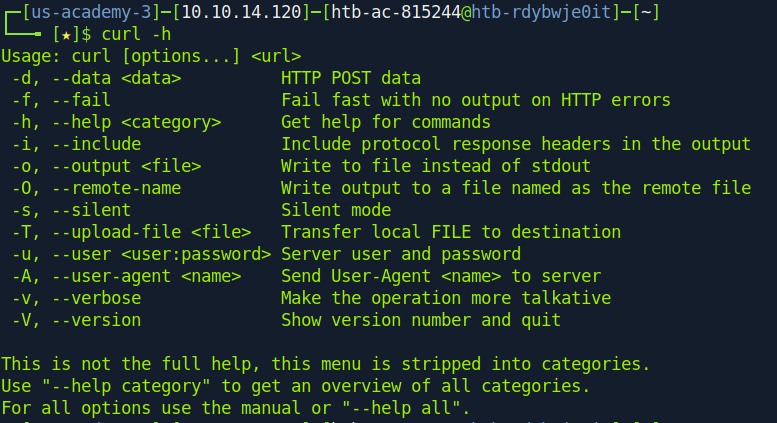 ┌─[us-academy-3]─[10.10.14.120]─[htb-ac-815244@htb-rdybwje0it]─[~]
└──╼ [★]$ curl -h
Usage: curl [options...] <url>
 -d, --data <data>          HTTP POST data
 -f, --fail                 Fail fast with no output on HTTP errors
 -h, --help <category>      Get help for commands
 -i, --include              Include protocol response headers in the output
 -o, --output <file>        Write to file instead of stdout
 -O, --remote-name          Write output to a file named as the remote file
 -s, --silent               Silent mode
 -T, --upload-file <file>   Transfer local FILE to destination
 -u, --user <user:password> Server user and password
 -A, --user-agent <name>    Send User-Agent <name> to server
 -v, --verbose              Make the operation more talkative
 -V, --version              Show version number and quit

This is not the full help, this menu is stripped into categories.
Use "--help category" to get an overview of all categories.
For all options use the manual or "--help all".